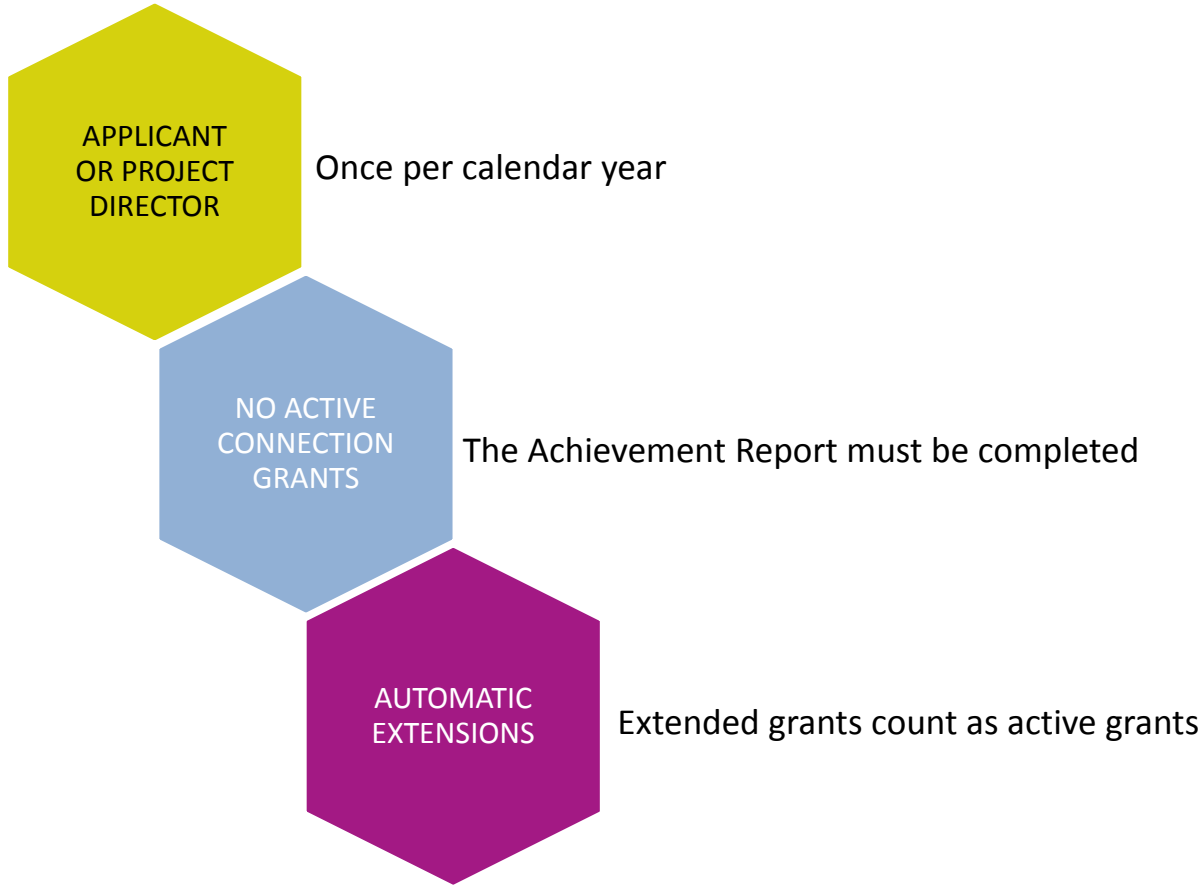 APPLICANT
OR PROJECT
DIRECTOR
Once per calendar year
NO ACTIVE
CONNECTION
GRANTS
The Achievement Report must be completed
AUTOMATIC
EXTENSIONS
Extended grants count as active grants